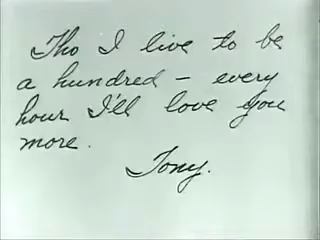 Tho I live to be
a hundred - every
hour I'll love you
more.
Tony.